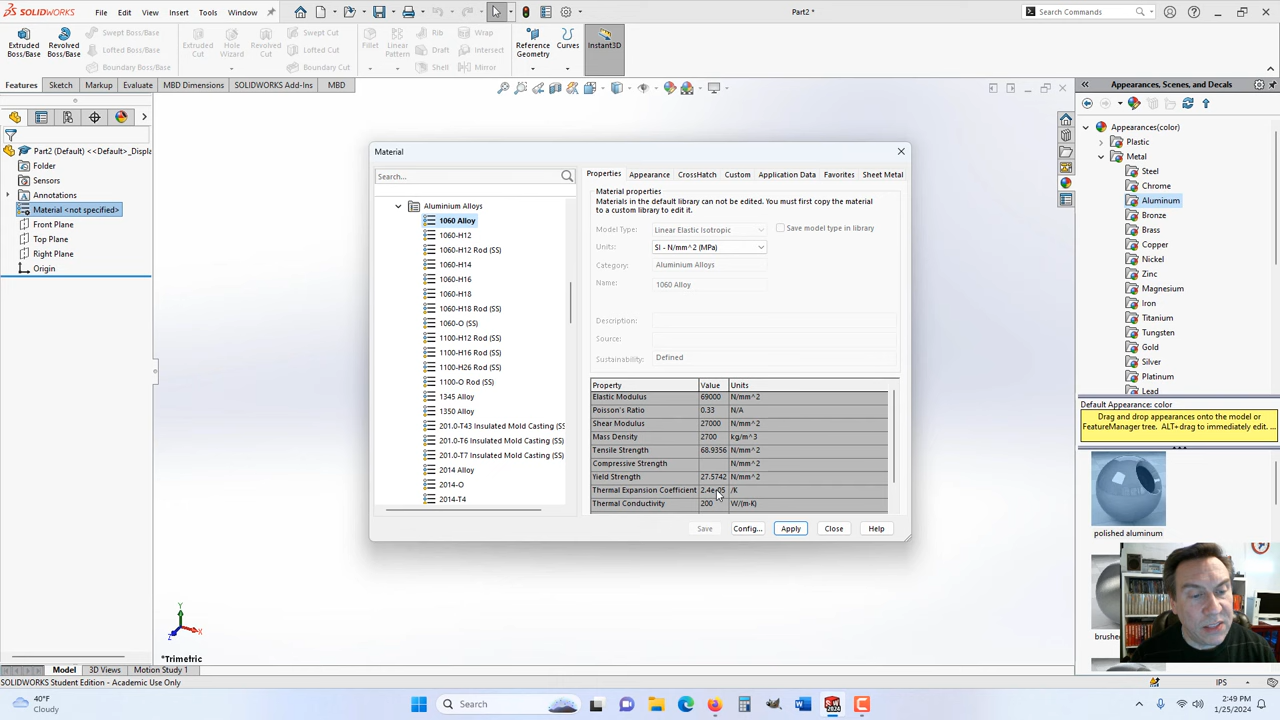 SOLIDWORKS File Edit View Insert Tools Window Part2 * Search Commands
Extruded Boss/Base Revolved Boss/Base Swept Boss/Base Lofted Boss/Base Boundary Boss/Base Extruded Cut Hole Wizard Revolved Cut Swept Cut Lofted Cut Boundary Cut Fillet Linear Pattern Rib Draft Shell Wrap Intersect Mirror Reference Geometry Curves Instant3D
Features Sketch Markup Evaluate MBD Dimensions SOLIDWORKS Add-Ins MBD
Part2 (Default) <<Default>_Displa
Folder
Sensors
Annotations
Material <not specified>
Front Plane
Top Plane
Right Plane
Origin
Material
Search...
Aluminium Alloys
1060 Alloy
1060-H12
1060-H12 Rod (SS)
1060-H14
1060-H16
1060-H18
1060-H18 Rod (SS)
1060-O (SS)
1100-H12 Rod (SS)
1100-H16 Rod (SS)
1100-H26 Rod (SS)
1100-O Rod (SS)
1345 Alloy
1350 Alloy
201.0-T43 Insulated Mold Casting (SS)
201.0-T6 Insulated Mold Casting (SS)
201.0-T7 Insulated Mold Casting (SS)
2014 Alloy
2014-O
2014-T4
Properties Appearance CrossHatch Custom Application Data Favorites Sheet Metal
Material properties
Materials in the default library can not be edited. You must first copy the material
to a custom library to edit it.
Model Type: Linear Elastic Isotropic Save model type in library
Units: SI - N/mm^2 (MPa)
Category: Aluminium Alloys
Name: 1060 Alloy
Description:
Source:
Sustainability: Defined
Property Value Units
Elastic Modulus 69000 N/mm^2
Poisson's Ratio 0.33 N/A
Shear Modulus 27000 N/mm^2
Mass Density 2700 kg/m^3
Tensile Strength 68.9356 N/mm^2
Compressive Strength N/mm^2
Yield Strength 27.5742 N/mm^2
Thermal Expansion Coefficient 2.4e-05 /K
Thermal Conductivity 200 W/(m·K)
Save Config... Apply Close Help
Appearances, Scenes, and Decals
Appearances(color)
Plastic
Metal
Steel
Chrome
Aluminum
Bronze
Brass
Copper
Nickel
Zinc
Magnesium
Iron
Titanium
Tungsten
Gold
Silver
Platinum
Lead
Default Appearance: color
Drag and drop appearances onto the model or
FeatureManager tree. ALT+drag to immediately edit.
polished aluminum
brushe
Y
X
Z
*Trimetric
Model 3D Views Motion Study 1
SOLIDWORKS Student Edition - Academic Use Only IPS
40°F
Cloudy
Search
2:49 PM
1/25/2024